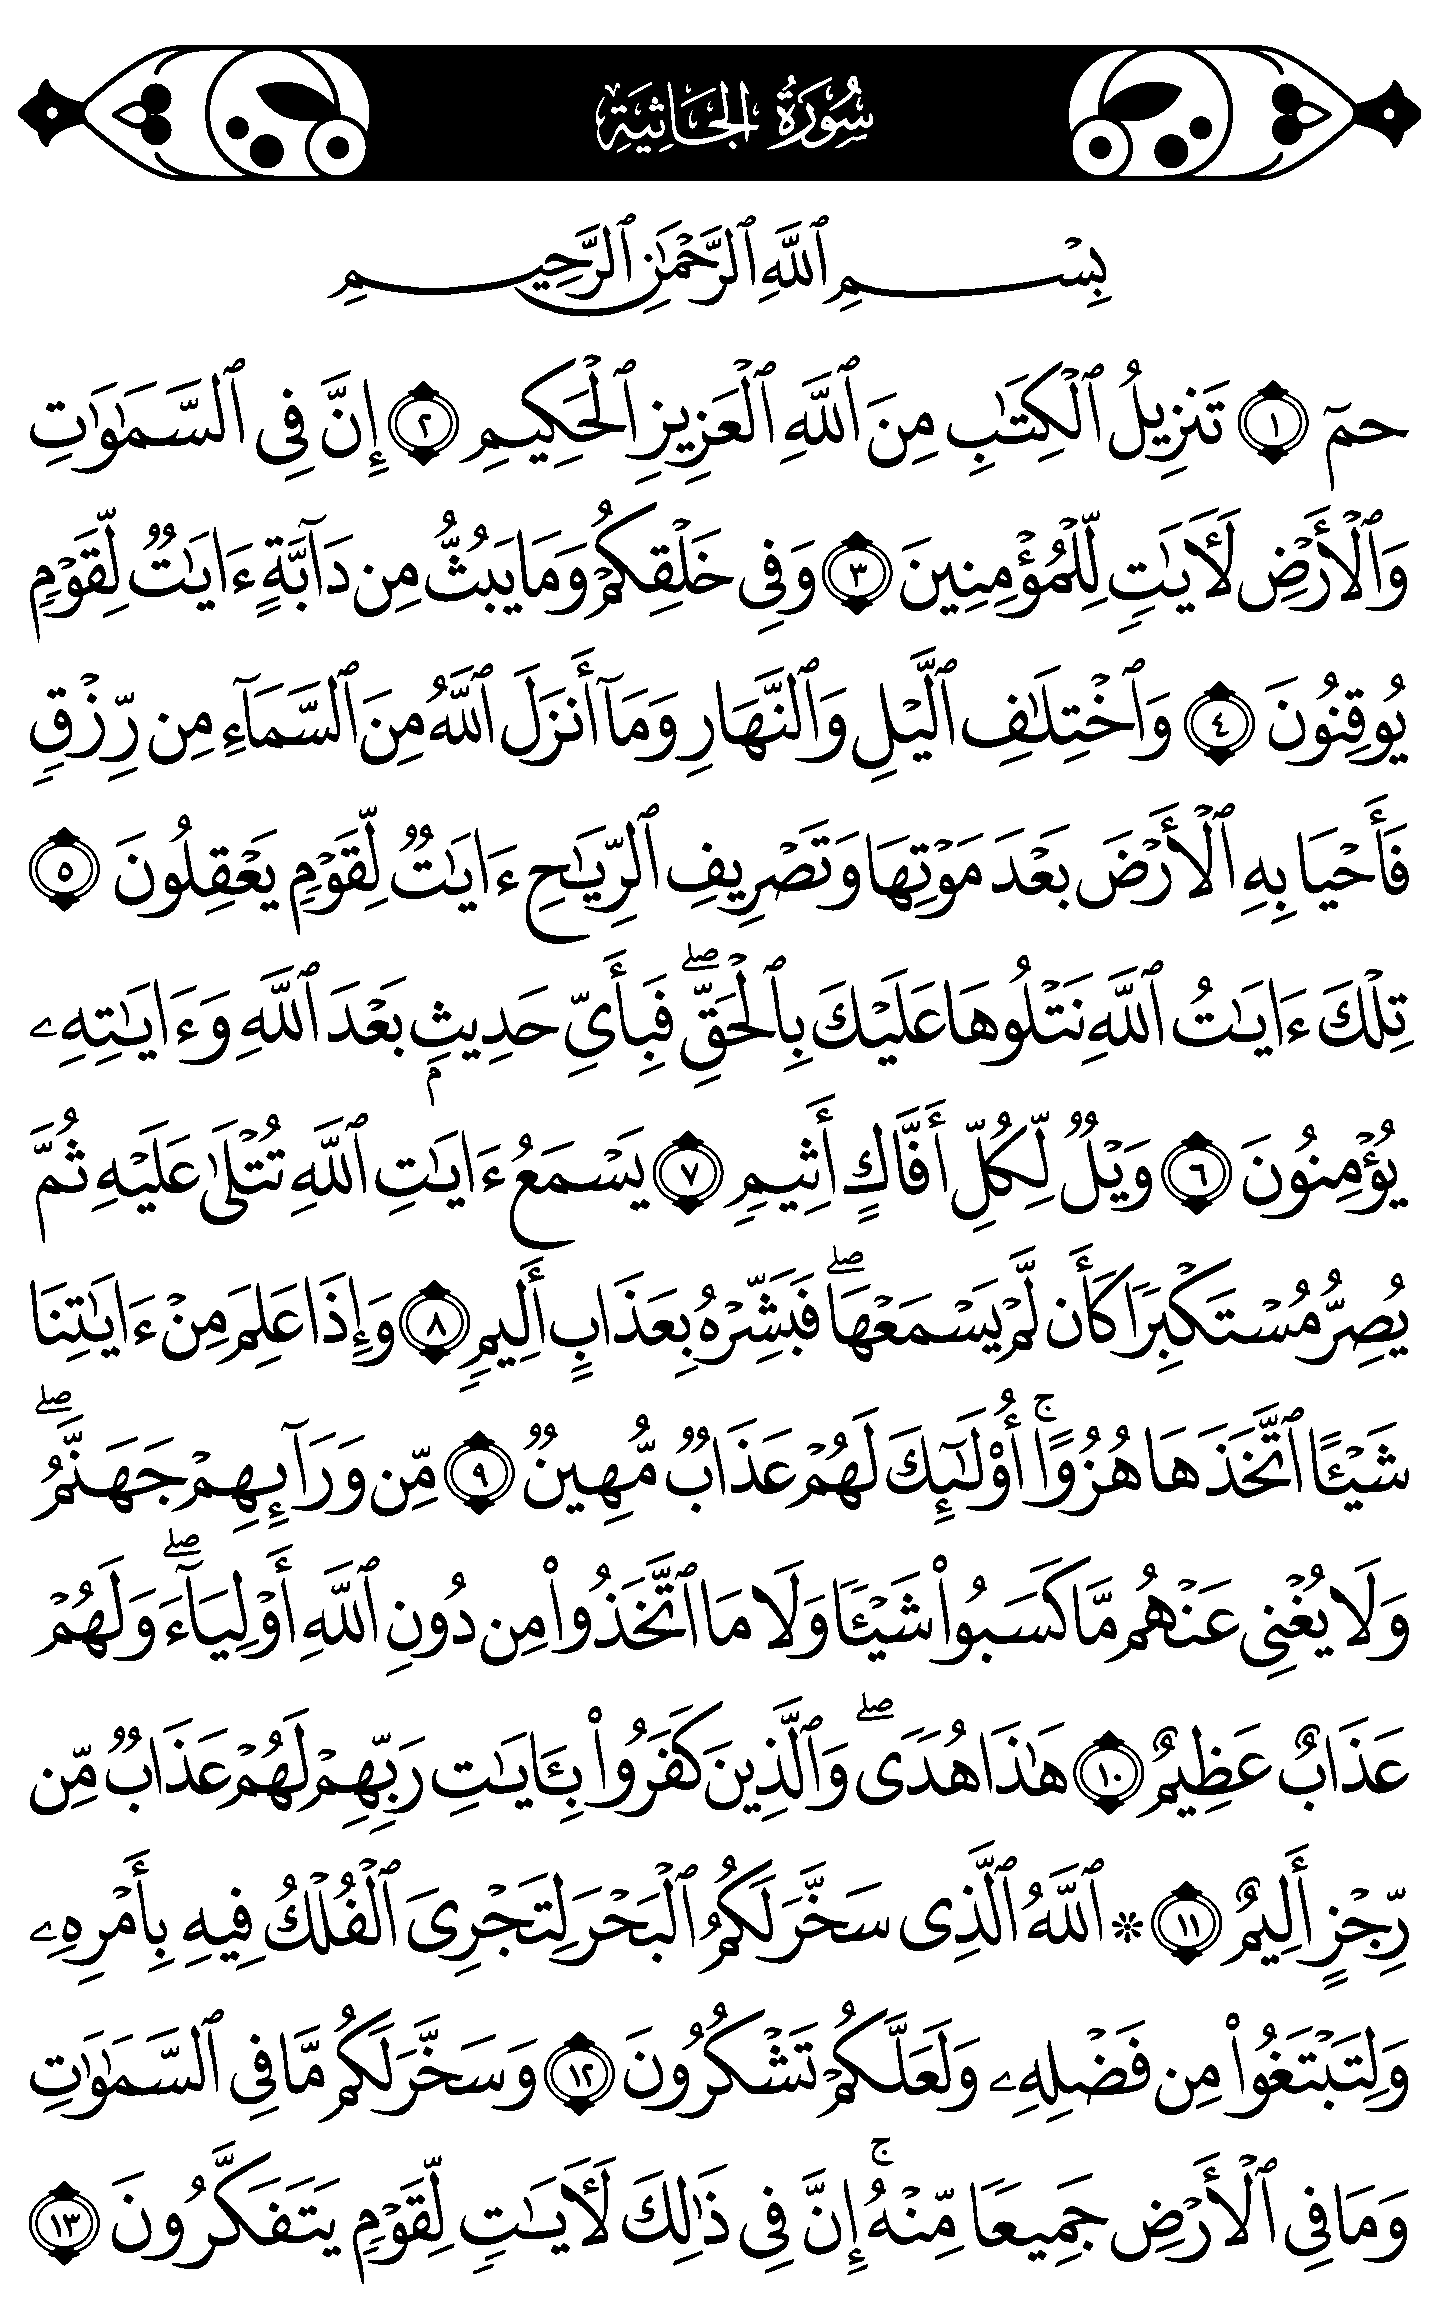 سُورَةُ الجَاثِيَةِ
بِسْمِ ٱللَّهِ ٱلرَّحْمَٰنِ ٱلرَّحِيمِ
حمٓ ١ تَنزِيلُ ٱلْكِتَٰبِ مِنَ ٱللَّهِ ٱلْعَزِيزِ ٱلْحَكِيمِ ٢ إِنَّ فِى ٱلسَّمَٰوَٰتِ
وَٱلْأَرْضِ لَءَايَٰتٍ لِّلْمُؤْمِنِينَ ٣ وَفِى خَلْقِكُمْ وَمَا يَبُثُّ مِن دَآبَّةٍ ءَايَٰتٌ لِّقَوْمٍ
يُوقِنُونَ ٤ وَٱخْتِلَٰفِ ٱلَّيْلِ وَٱلنَّهَارِ وَمَآ أَنزَلَ ٱللَّهُ مِنَ ٱلسَّمَآءِ مِن رِّزْقٍ
فَأَحْيَا بِهِ ٱلْأَرْضَ بَعْدَ مَوْتِهَا وَتَصْرِيفِ ٱلرِّيَٰحِ ءَايَٰتٌ لِّقَوْمٍ يَعْقِلُونَ ٥
تِلْكَ ءَايَٰتُ ٱللَّهِ نَتْلُوهَا عَلَيْكَ بِٱلْحَقِّ ۖ فَبِأَىِّ حَدِيثٍۭ بَعْدَ ٱللَّهِ وَءَايَٰتِهِۦ
يُؤْمِنُونَ ٦ وَيْلٌ لِّكُلِّ أَفَّاكٍ أَثِيمٍ ٧ يَسْمَعُ ءَايَٰتِ ٱللَّهِ تُتْلَىٰ عَلَيْهِ ثُمَّ
يُصِرُّ مُسْتَكْبِرًا كَأَن لَّمْ يَسْمَعْهَا ۖ فَبَشِّرْهُ بِعَذَابٍ أَلِيمٍ ٨ وَإِذَا عَلِمَ مِنْ ءَايَٰتِنَا
شَيْـًٔا ٱتَّخَذَهَا هُزُوًا ۚ أُو۟لَٰٓئِكَ لَهُمْ عَذَابٌ مُّهِينٌ ٩ مِّن وَرَآئِهِمْ جَهَنَّمُ ۖ
وَلَا يُغْنِى عَنْهُم مَّا كَسَبُوا۟ شَيْـًٔا وَلَا مَا ٱتَّخَذُوا۟ مِن دُونِ ٱللَّهِ أَوْلِيَآءَ ۖ وَلَهُمْ
عَذَابٌ عَظِيمٌ ١٠ هَٰذَا هُدًى ۖ وَٱلَّذِينَ كَفَرُوا۟ بِـَٔايَٰتِ رَبِّهِمْ لَهُمْ عَذَابٌ مِّن
رِّجْزٍ أَلِيمٌ ١١ ۞ ٱللَّهُ ٱلَّذِى سَخَّرَ لَكُمُ ٱلْبَحْرَ لِتَجْرِىَ ٱلْفُلْكُ فِيهِ بِأَمْرِهِۦ
وَلِتَبْتَغُوا۟ مِن فَضْلِهِۦ وَلَعَلَّكُمْ تَشْكُرُونَ ١٢ وَسَخَّرَ لَكُم مَّا فِى ٱلسَّمَٰوَٰتِ
وَمَا فِى ٱلْأَرْضِ جَمِيعًا مِّنْهُ ۚ إِنَّ فِى ذَٰلِكَ لَءَايَٰتٍ لِّقَوْمٍ يَتَفَكَّرُونَ ١٣